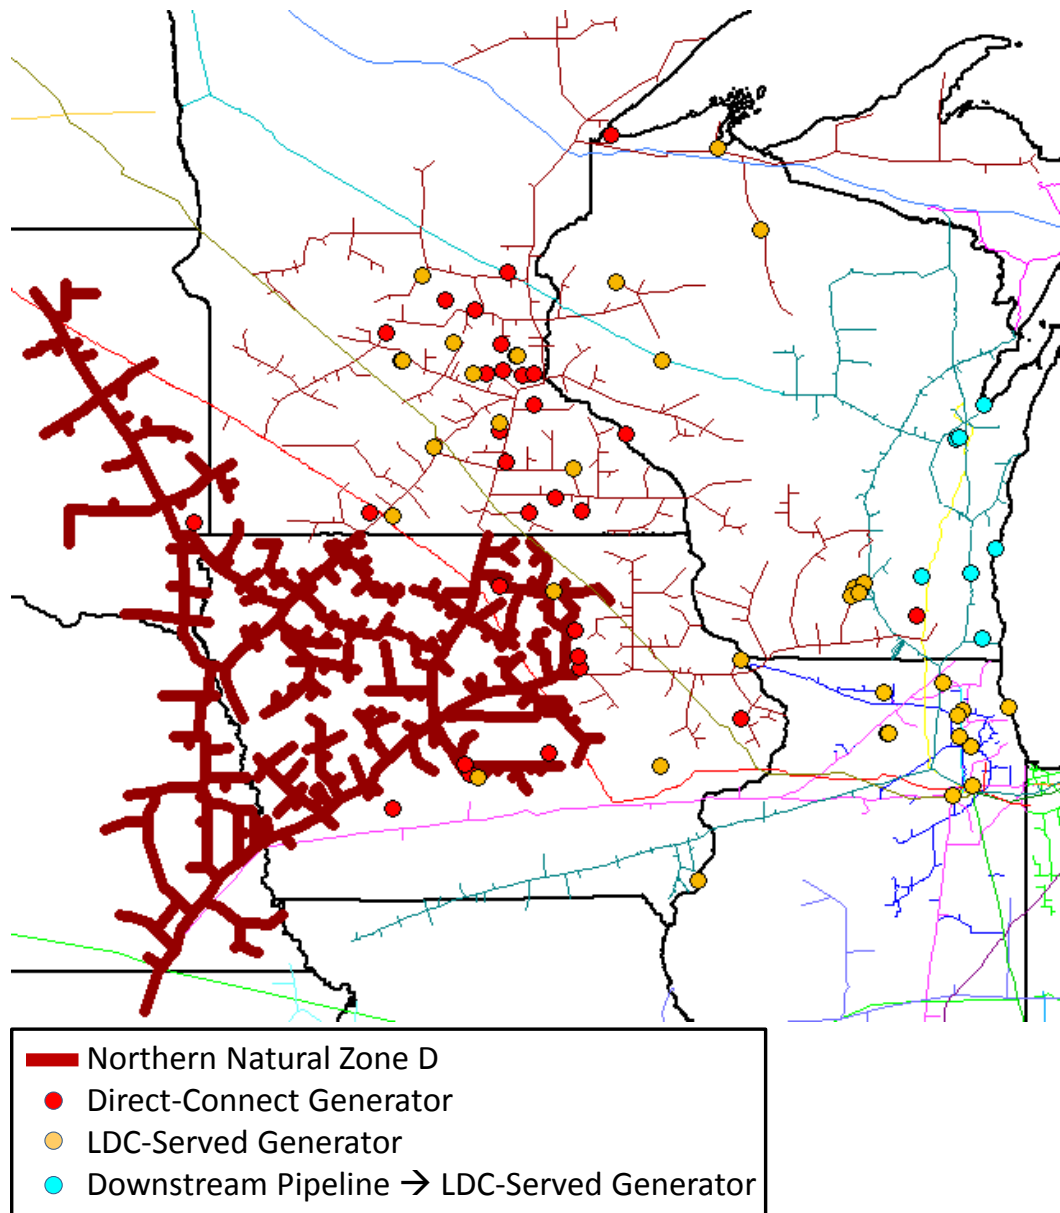 Northern Natural Zone D
Direct-Connect Generator
LDC-Served Generator
Downstream Pipeline → LDC-Served Generator